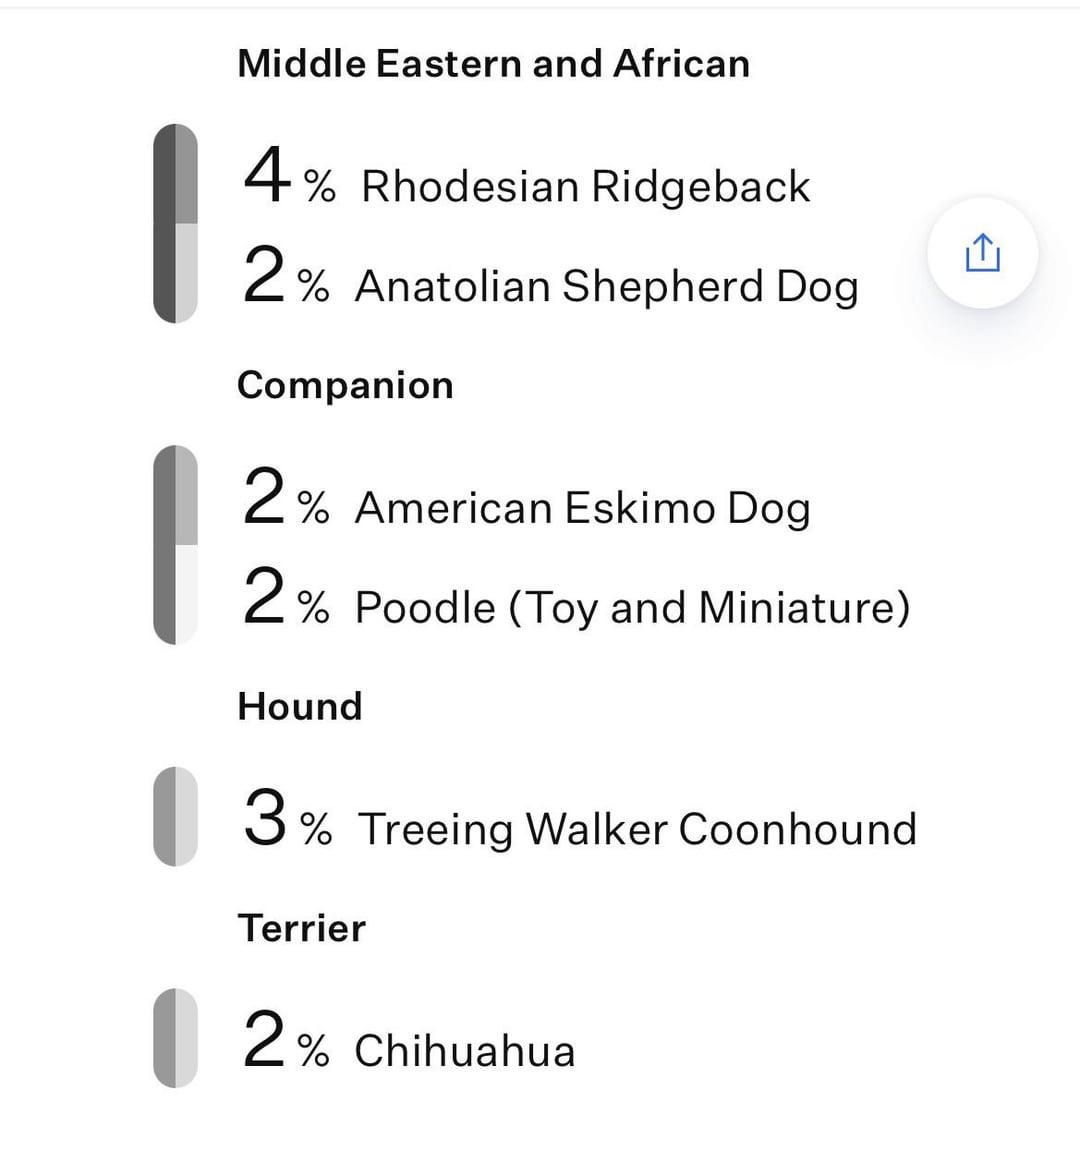 Middle Eastern and African
4 % Rhodesian Ridgeback
2 % Anatolian Shepherd Dog
Companion
2 % American Eskimo Dog
2 % Poodle (Toy and Miniature)
Hound
3 % Treeing Walker Coonhound
Terrier
2 % Chihuahua